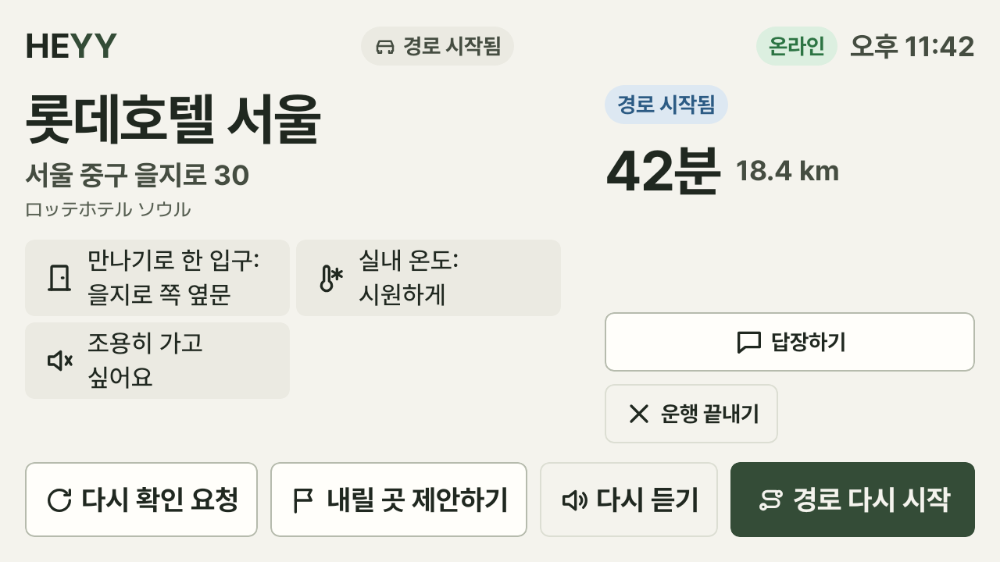 HEYY
경로 시작됨
온라인
오후 11:42
롯데호텔 서울
서울 중구 을지로 30
ロッテホテル ソウル
경로 시작됨
42분 18.4 km
만나기로 한 입구:
을지로 쪽 옆문
실내 온도:
시원하게
조용히 가고
싶어요
답장하기
운행 끝내기
다시 확인 요청
내릴 곳 제안하기
다시 듣기
경로 다시 시작